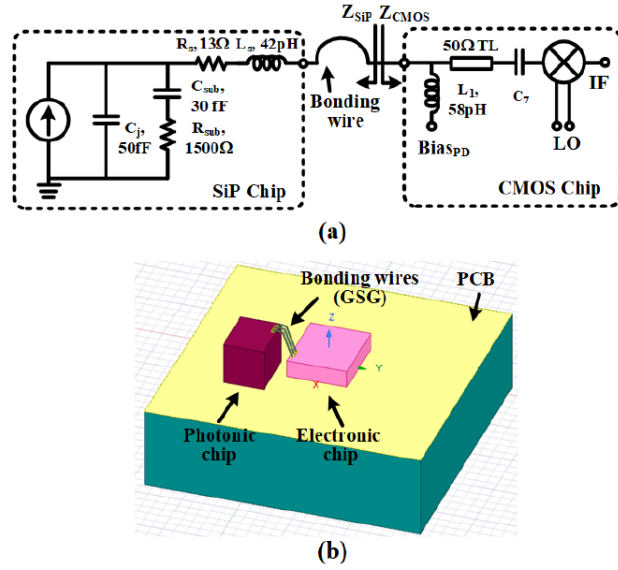 Rs, 13Ω Ls, 42pH
ZSiP ZCMOS
50Ω TL
Csub,
30 fF
Bonding
wire
L1,
58pH
C7
IF
Cj,
50fF
Rsub,
1500Ω
BiasPD
LO
SiP Chip
CMOS Chip
(a)
Bonding wires
(GSG)
PCB
Z
Y
X
Photonic
chip
Electronic
chip
(b)